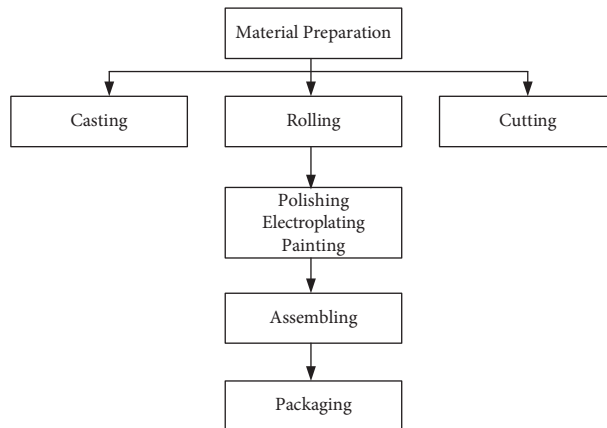 Material Preparation
Casting
Rolling
Cutting
Polishing
Electroplating
Painting
Assembling
Packaging